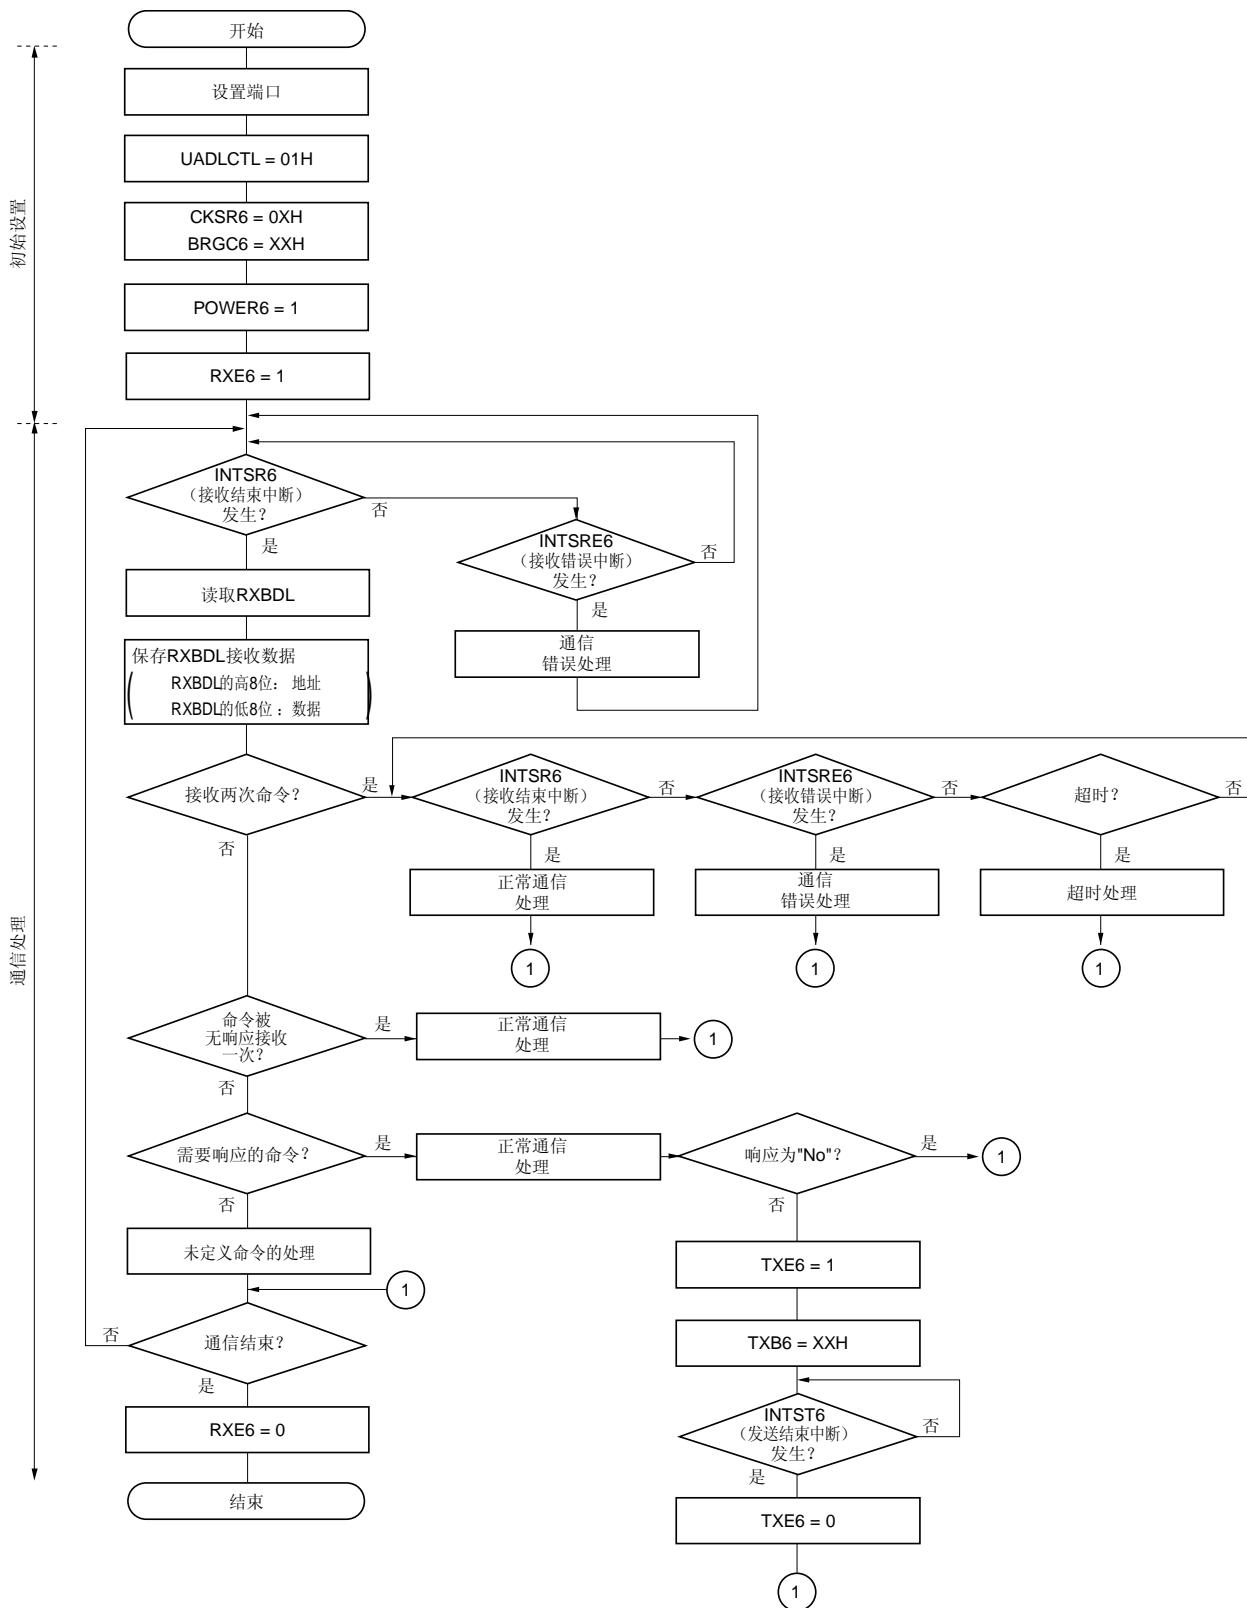 开始
设置端口
UADLCTL = 01H
CKSR6 = 0XH
BRGC6 = XXH
POWER6 = 1
RXE6 = 1
初始设置
INTSR6
（接收结束中断）
发生？
否
是
INTSRE6
（接收错误中断）
发生？
否
是
读取RXBDL
通信
错误处理
保存RXBDL接收数据
RXBDL的高8位： 地址
RXBDL的低8位： 数据
接收两次命令？
是
否
INTSR6
（接收结束中断）
发生？
否
是
INTSRE6
（接收错误中断）
发生？
否
是
超时？
否
是
正常通信
处理
通信
错误处理
超时处理
1
1
1
通信处理
命令被
无响应接收
一次？
是
否
正常通信
处理
1
需要响应的命令？
是
否
正常通信
处理
响应为"No"？
是
否
1
未定义命令的处理
TXE6 = 1
1
通信结束？
否
是
TXB6 = XXH
RXE6 = 0
INTST6
（发送结束中断）
发生？
否
是
结束
TXE6 = 0
1